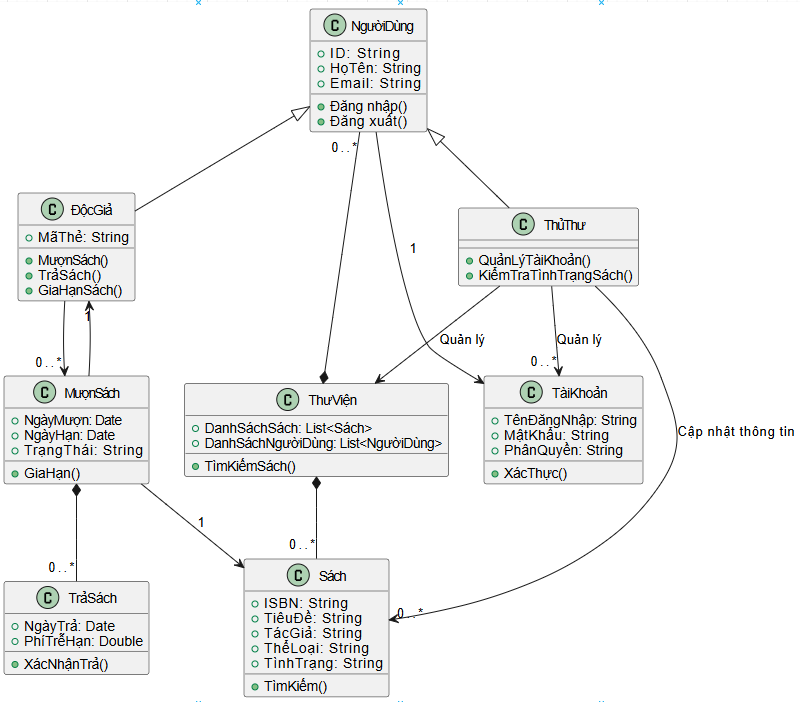 C NgườiDùng
ID: String
HọTên: String
Email: String
Đăng nhập()
Đăng xuất()
0..*
C ĐộcGiả
MãThẻ: String
MượnSách()
TrảSách()
GiaHạnSách()
C ThủThư
QuảnLýTàiKhoản()
KiểmTraTìnhTrạngSách()
1
1
0..*
Quản lý
Quản lý
0..*
C MượnSách
NgàyMượn: Date
NgàyHạn: Date
TrạngThái: String
GiaHạn()
C ThưViện
DanhSáchSách: List<Sách>
DanhSáchNgườiDùng: List<NgườiDùng>
TìmKiếmSách()
C TàiKhoản
TênĐăngNhập: String
MậtKhẩu: String
PhânQuyền: String
XácThực()
Cập nhật thông tin
1
0..*
0..*
C TrảSách
NgàyTrả: Date
PhíTrễHạn: Double
XácNhậnTrả()
C Sách
ISBN: String
TiêuĐề: String
TácGiả: String
ThểLoại: String
TìnhTrạng: String
TìmKiếm()
0..*